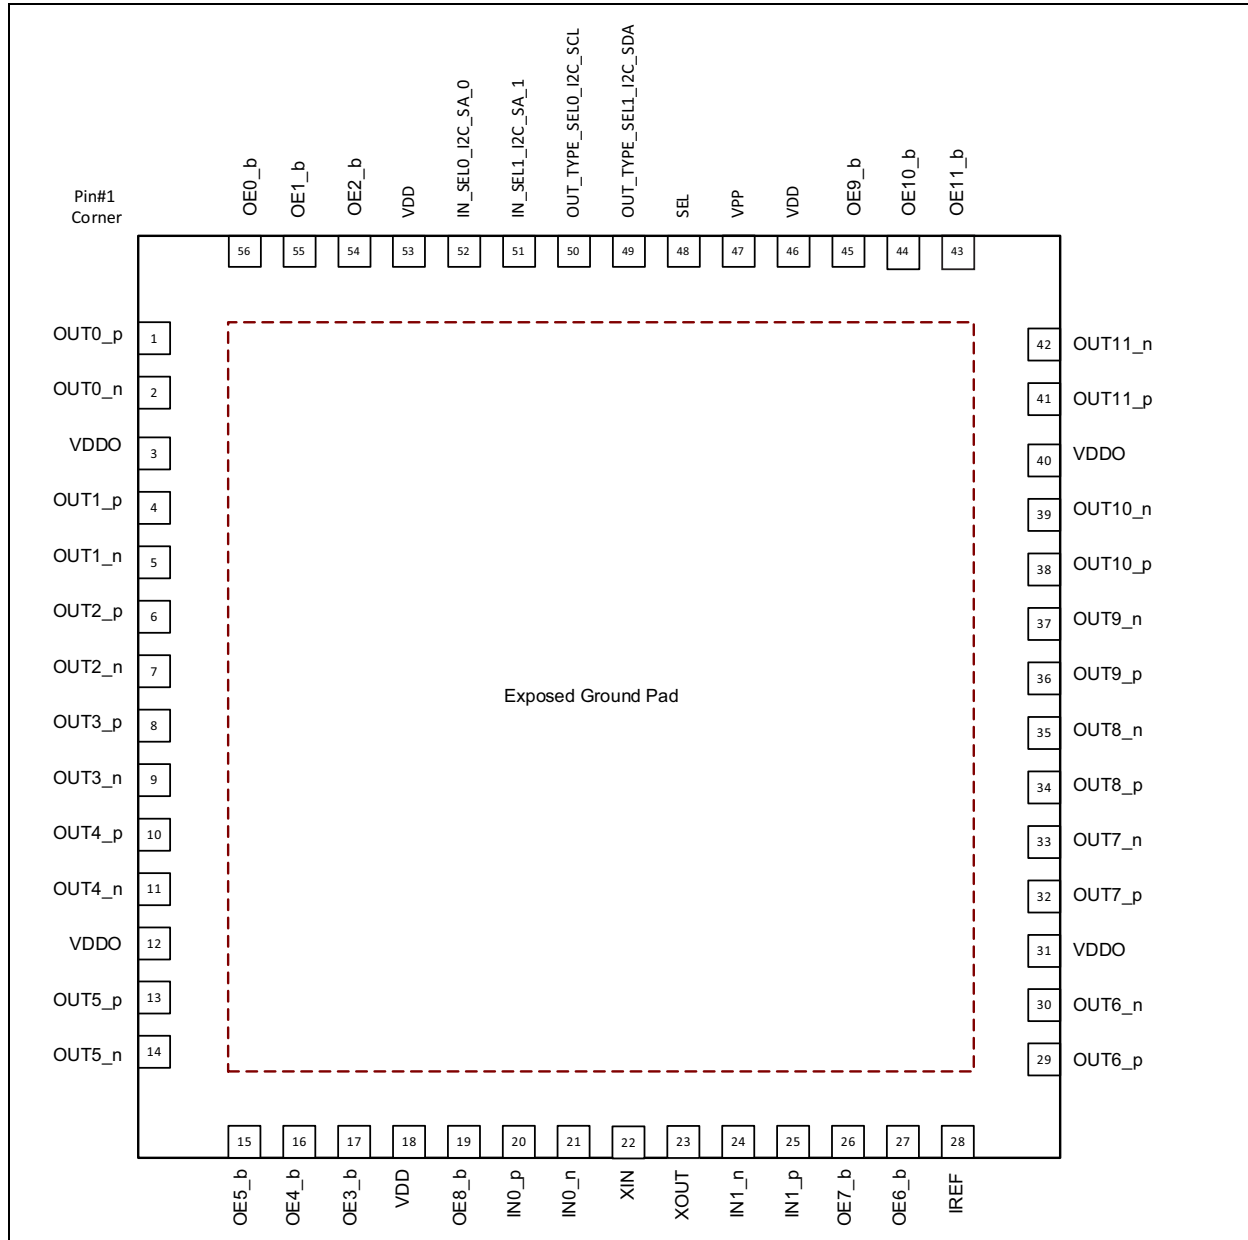 OE0_b
OE1_b
OE2_b
VDD
IN_SEL0_I2C_SA_0
IN_SEL1_I2C_SA_1
OUT_TYPE_SEL0_I2C_SCL
OUT_TYPE_SEL1_I2C_SDA
SEL
VPP
VDD
OE9_b
OE10_b
OE11_b
Pin#1
Corner
56 55 54 53 52 51 50 49 48 47 46 45 44 43
OUT0_p 1
OUT0_n 2
VDDO 3
OUT1_p 4
OUT1_n 5
OUT2_p 6
OUT2_n 7
OUT3_p 8
OUT3_n 9
OUT4_p 10
OUT4_n 11
VDDO 12
OUT5_p 13
OUT5_n 14
Exposed Ground Pad
42 OUT11_n
41 OUT11_p
40 VDDO
39 OUT10_n
38 OUT10_p
37 OUT9_n
36 OUT9_p
35 OUT8_n
34 OUT8_p
33 OUT7_n
32 OUT7_p
31 VDDO
30 OUT6_n
29 OUT6_p
15 16 17 18 19 20 21 22 23 24 25 26 27 28
OE5_b
OE4_b
OE3_b
VDD
OE8_b
IN0_p
IN0_n
XIN
XOUT
IN1_n
IN1_p
OE7_b
OE6_b
IREF